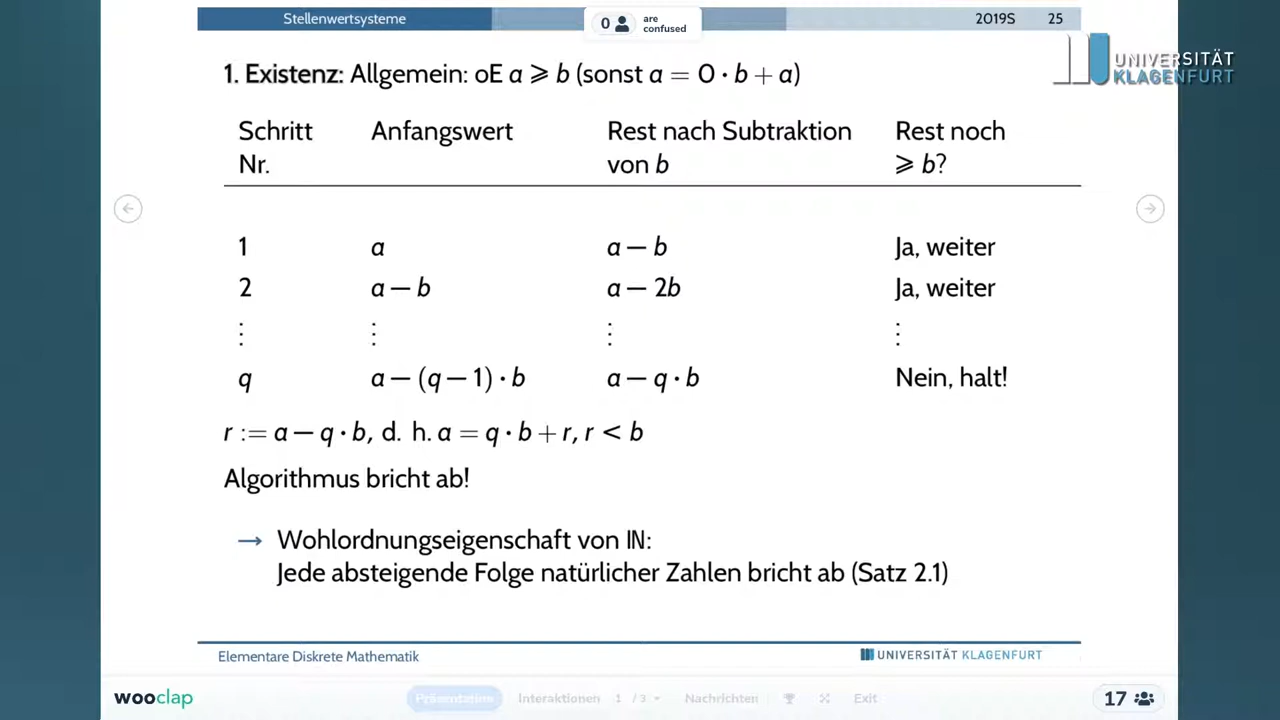 Stellenwertsysteme
0 are confused
2019S 25
UNIVERSITÄT
KLAGENFURT
1. Existenz: Allgemein: oE a ⩾ b (sonst a = 0 · b + a)
Schritt Nr. Anfangswert Rest nach Subtraktion von b Rest noch ⩾ b?
1 a a − b Ja, weiter
2 a − b a − 2b Ja, weiter
⋮ ⋮ ⋮ ⋮
q a − (q − 1) · b a − q · b Nein, halt!
r := a − q · b, d. h. a = q · b + r, r < b
Algorithmus bricht ab!
→ Wohlordnungseigenschaft von ℕ:
Jede absteigende Folge natürlicher Zahlen bricht ab (Satz 2.1)
Elementare Diskrete Mathematik UNIVERSITÄT KLAGENFURT
wooclap Präsentation Interaktionen 1 / 3 Nachrichten Exit 17